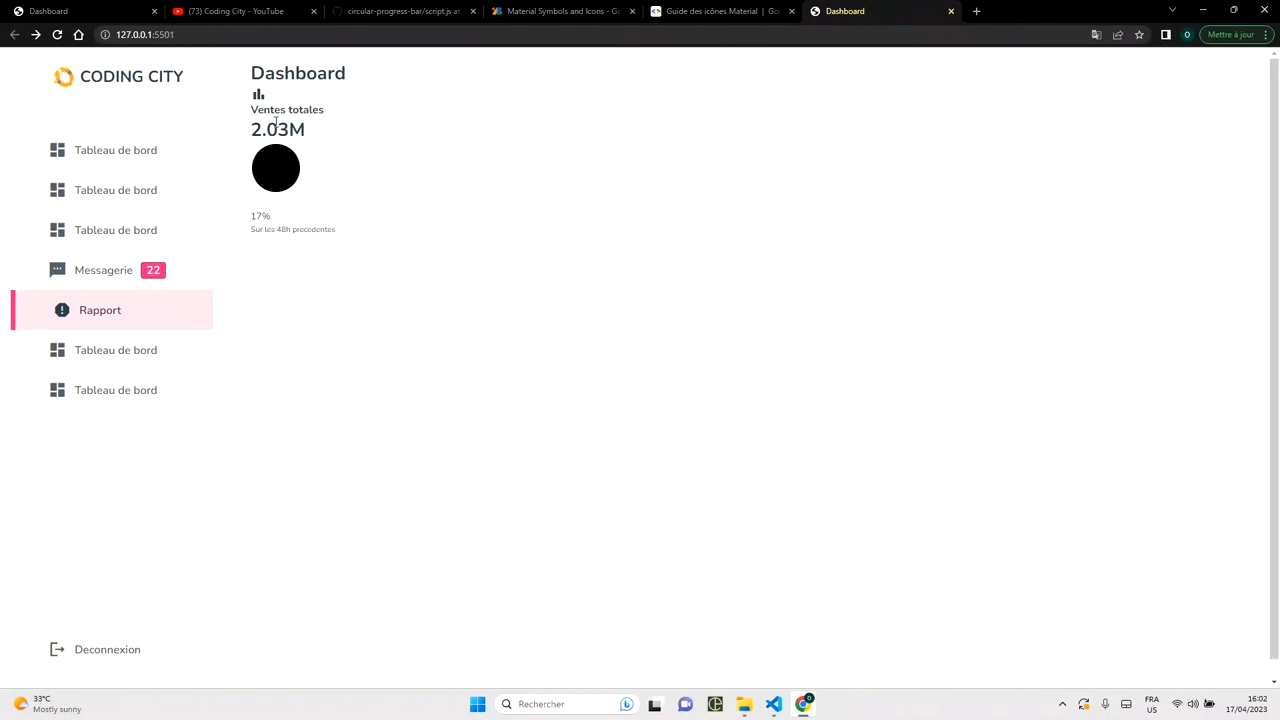 Dashboard
(73) Coding City - YouTube
circular-progress-bar/script.js at
Material Symbols and Icons - Go
Guide des icônes Material | Goo
Dashboard
127.0.0.1:5501
O
Mettre à jour
CODING CITY
Tableau de bord
Tableau de bord
Tableau de bord
Messagerie 22
Rapport
Tableau de bord
Tableau de bord
Deconnexion
Dashboard
Ventes totales
2.03M
17%
Sur les 48h precedentes
33°C
Mostly sunny
Rechercher
FRA
US
16:02
17/04/2023